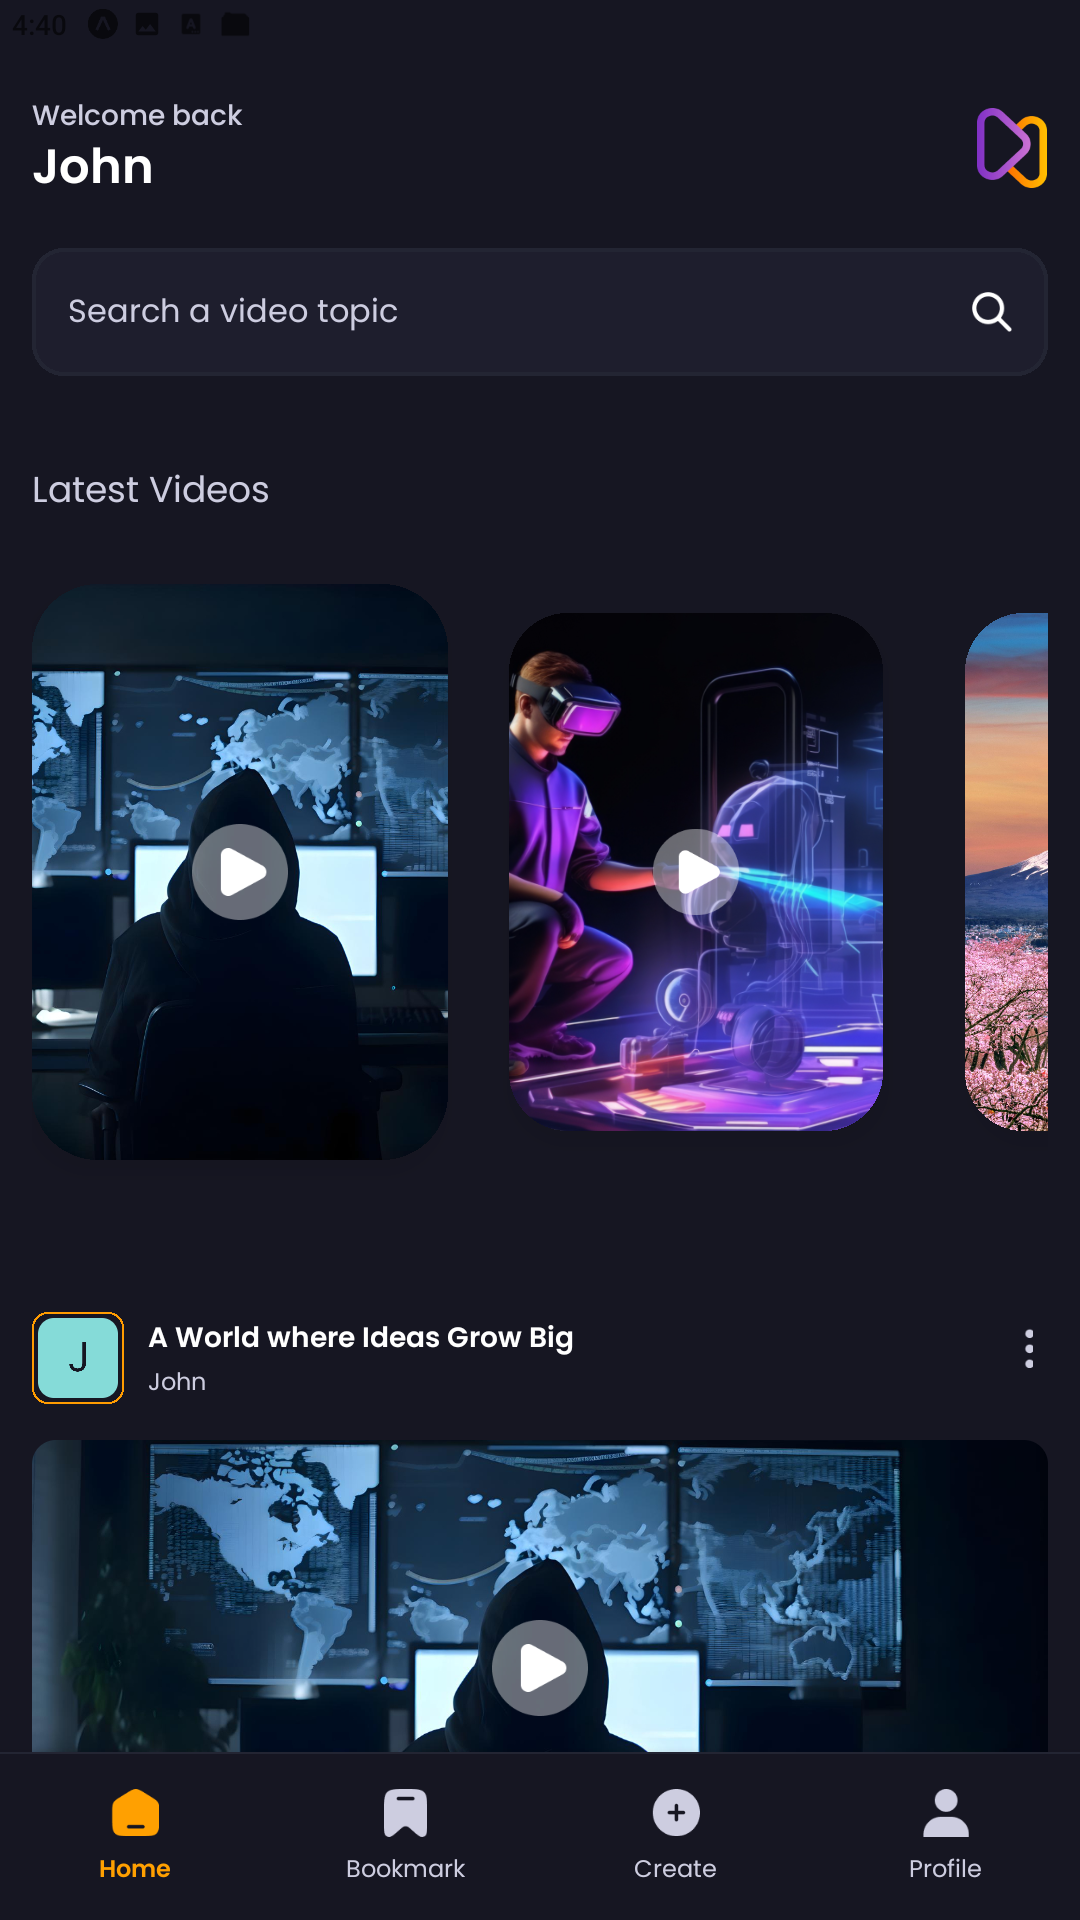 4:40
Welcome back
John
Search a video topic
Latest Videos
J
A World where Ideas Grow Big
John
Home
Bookmark
Create
Profile